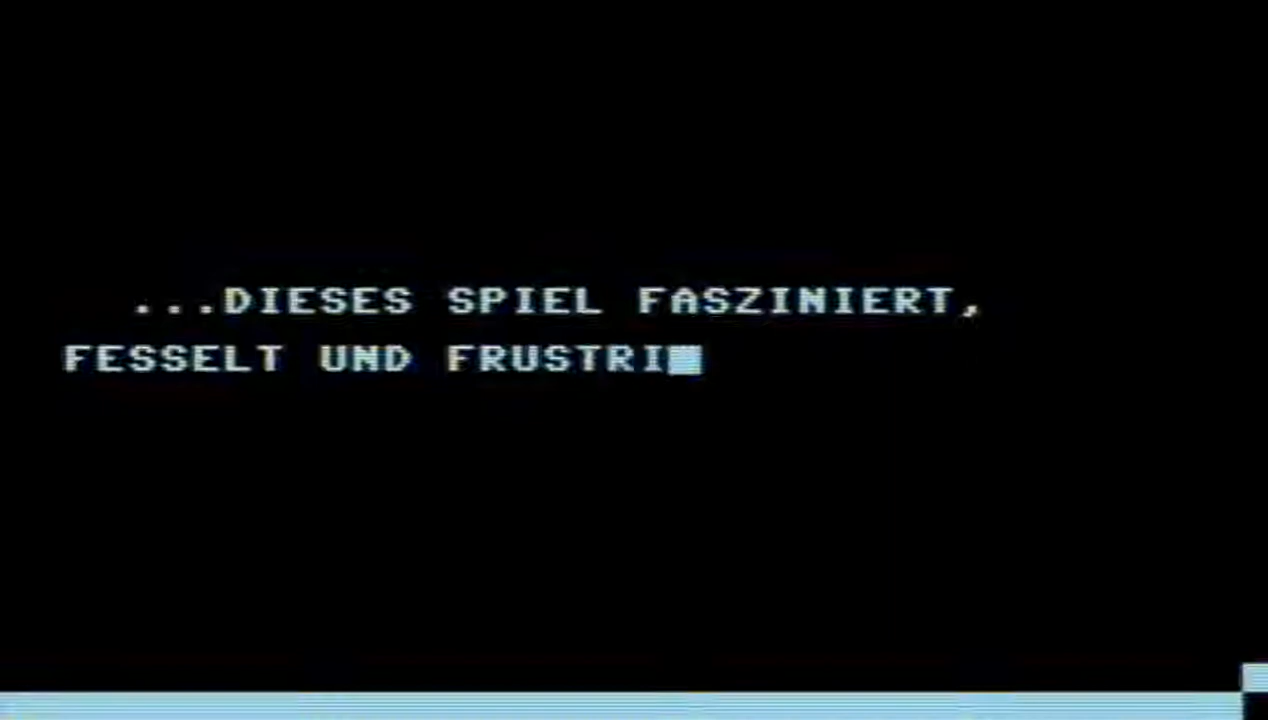 ...DIESES SPIEL FASZINIERT,
FESSELT UND FRUSTRI